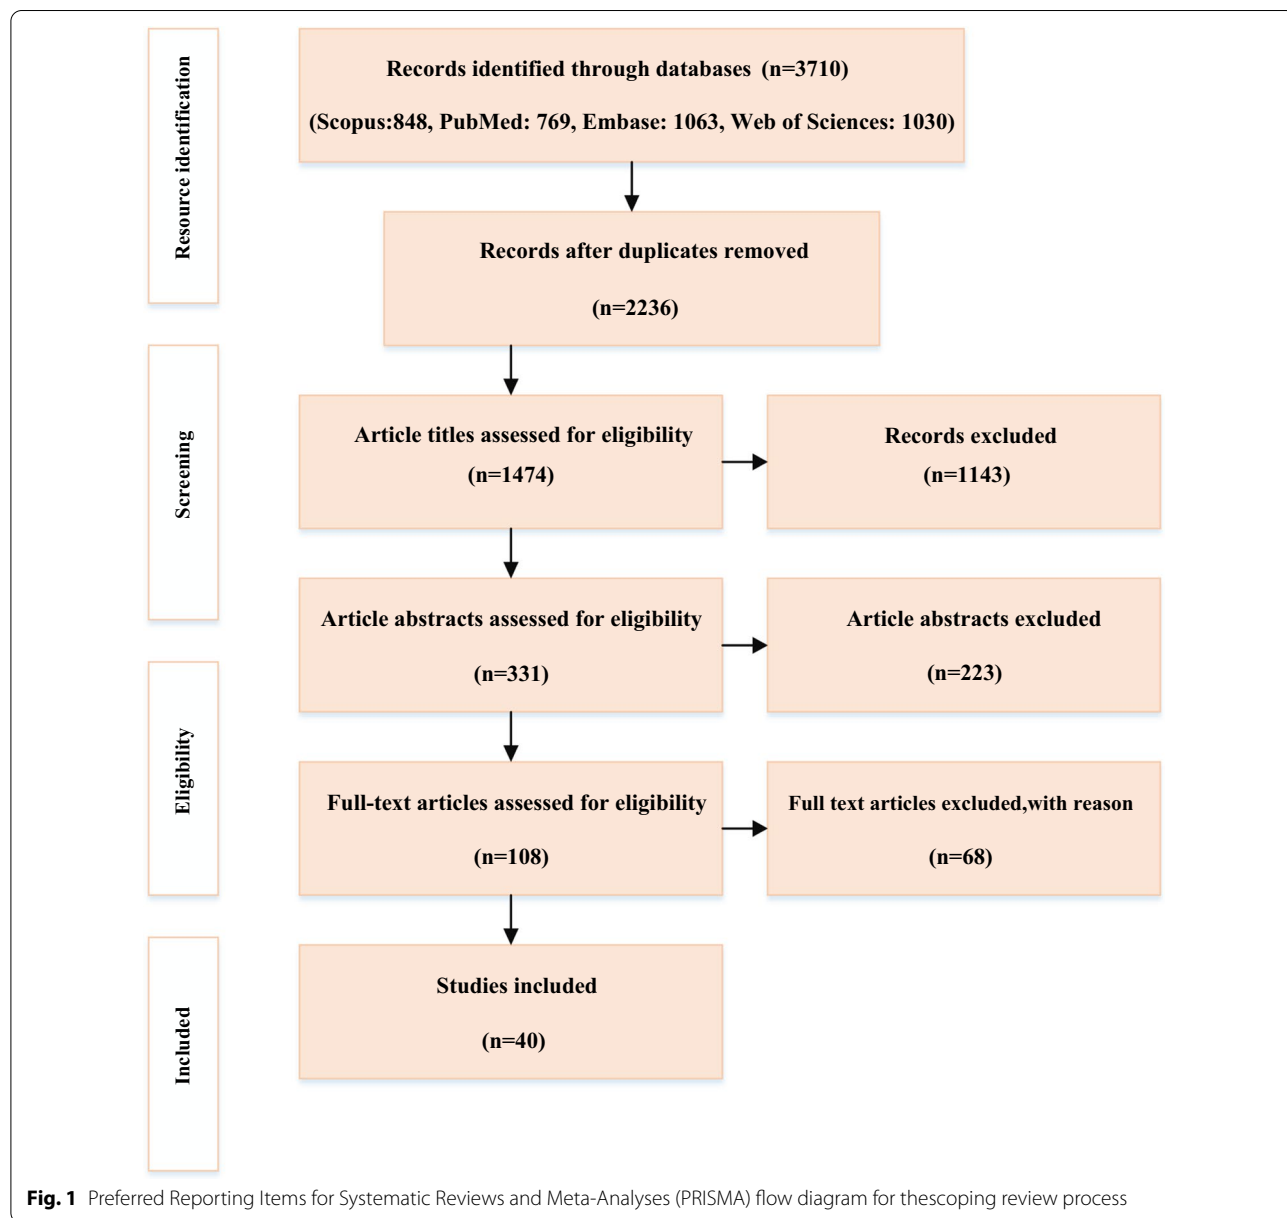 Resource identification
Records identified through databases (n=3710)
(Scopus:848, PubMed: 769, Embase: 1063, Web of Sciences: 1030)
Records after duplicates removed
(n=2236)
Screening
Article titles assessed for eligibility
(n=1474)
Records excluded
(n=1143)
Article abstracts assessed for eligibility
(n=331)
Article abstracts excluded
(n=223)
Eligibility
Full-text articles assessed for eligibility
(n=108)
Full text articles excluded,with reason
(n=68)
Included
Studies included
(n=40)
Fig. 1 Preferred Reporting Items for Systematic Reviews and Meta-Analyses (PRISMA) flow diagram for thescoping review process